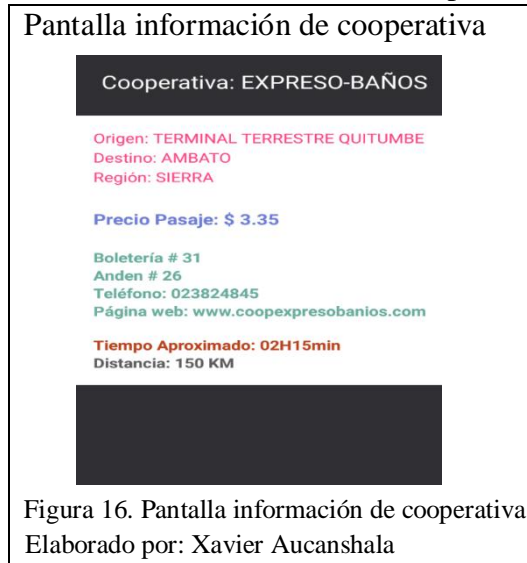 Pantalla información de cooperativa
Cooperativa: EXPRESO-BAÑOS
Origen: TERMINAL TERRESTRE QUITUMBE
Destino: AMBATO
Región: SIERRA
Precio Pasaje: $ 3.35
Boletería # 31
Anden # 26
Teléfono: 023824845
Página web: www.coopexpresobanios.com
Tiempo Aproximado: 02H15min
Distancia: 150 KM
Figura 16. Pantalla información de cooperativa
Elaborado por: Xavier Aucanshala